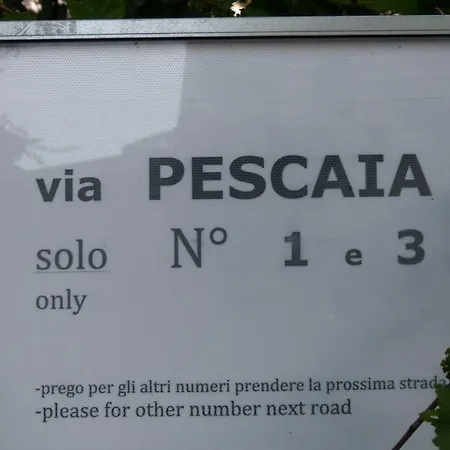 via PESCAIA
solo N° 1 e 3
only
-prego per gli altri numeri prendere la prossima strada
-please for other number next road